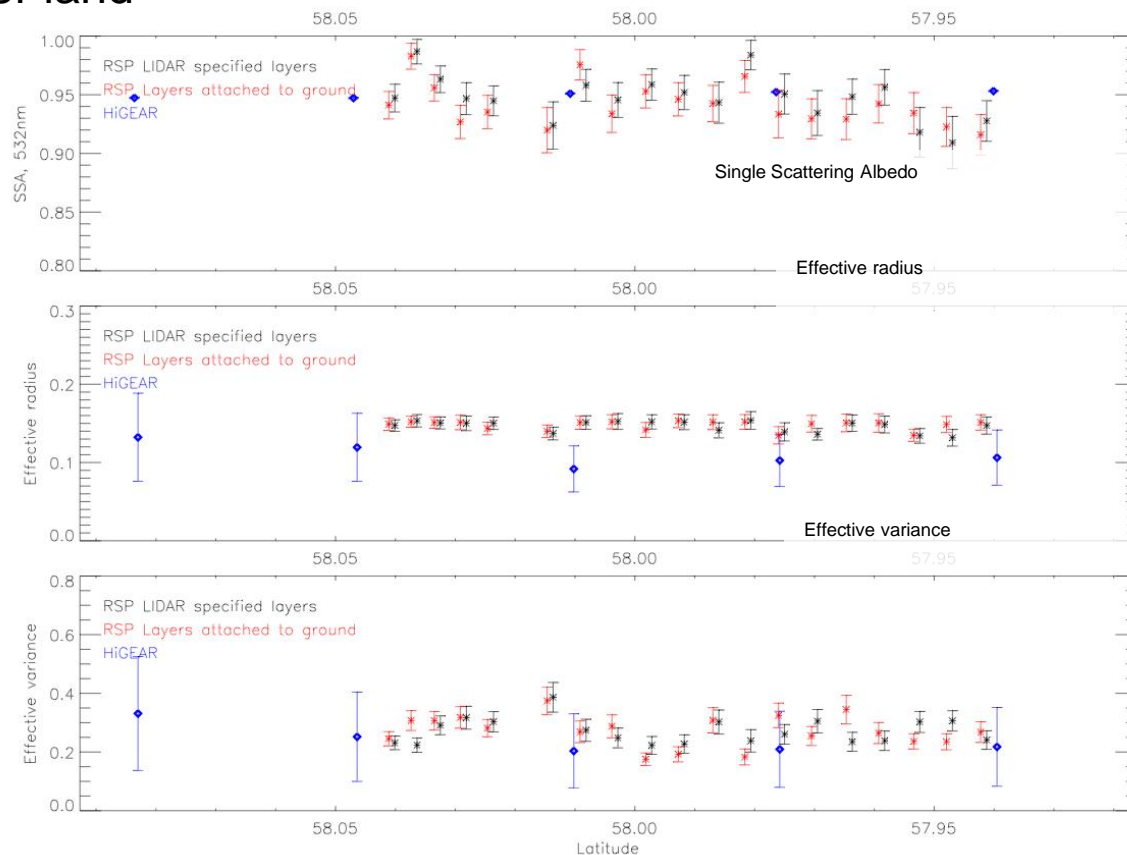 58.05 58.00 57.95
1.00
RSP LIDAR specified layers
RSP Layers attached to ground
HiGEAR
0.95
0.90
0.85
0.80
SSA, 532nm
Single Scattering Albedo
Effective radius
58.05 58.00 57.95
0.3
RSP LIDAR specified layers
RSP Layers attached to ground
HiGEAR
0.2
0.1
0.0
Effective radius
Effective variance
58.05 58.00 57.95
0.8
RSP LIDAR specified layers
RSP Layers attached to ground
HiGEAR
0.6
0.4
0.2
0.0
Effective variance
58.05 58.00 57.95
Latitude